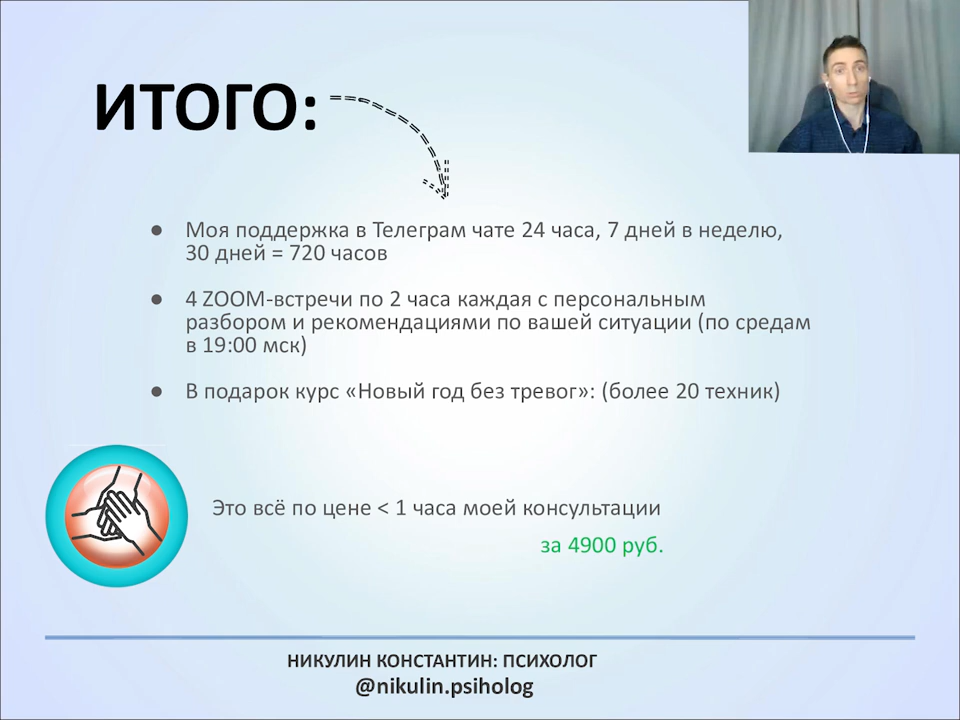 ИТОГО:
Моя поддержка в Телеграм чате 24 часа, 7 дней в неделю,
30 дней = 720 часов
4 ZOOM-встречи по 2 часа каждая с персональным
разбором и рекомендациями по вашей ситуации (по средам
в 19:00 мск)
В подарок курс «Новый год без тревог»: (более 20 техник)
Это всё по цене < 1 часа моей консультации
за 4900 руб.
НИКУЛИН КОНСТАНТИН: ПСИХОЛОГ
@nikulin.psiholog